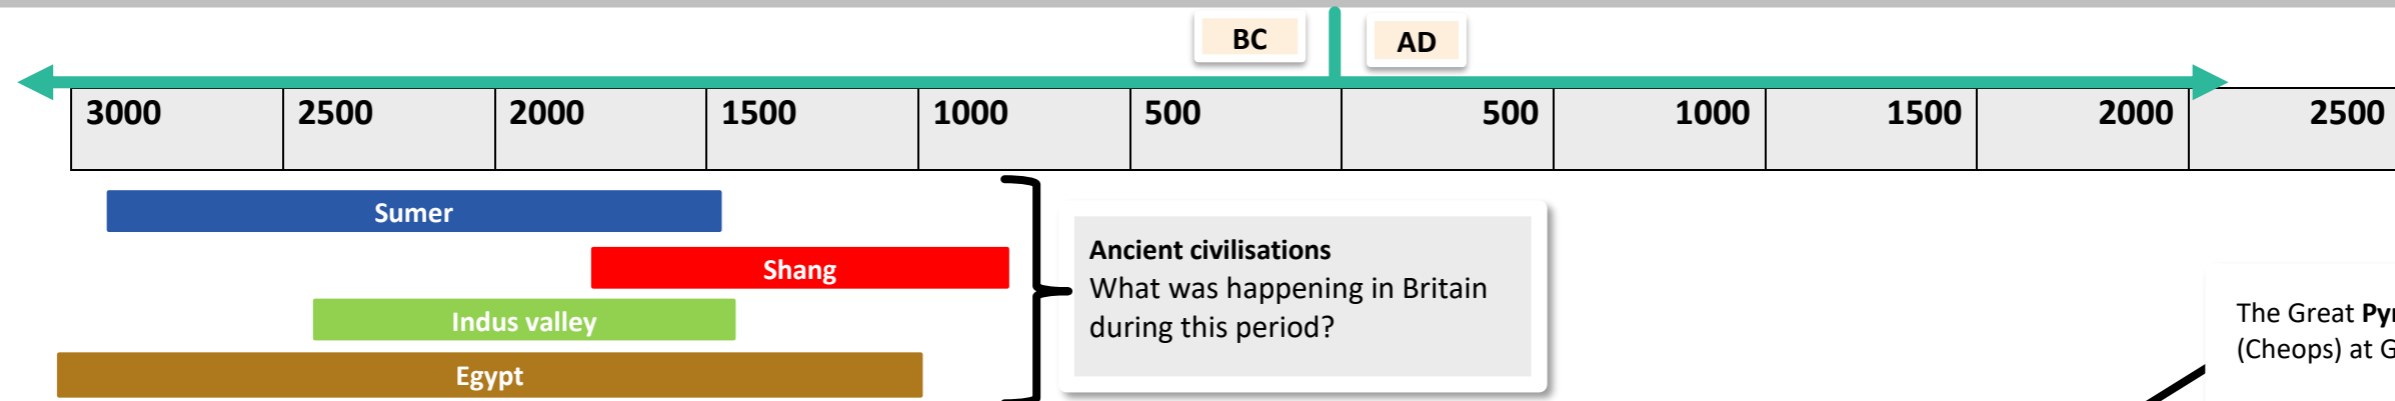 BC AD
3000 2500 2000 1500 1000 500 500 1000 1500 2000 2500
Sumer
Shang
Indus valley
Egypt
Ancient civilisations
What was happening in Britain
during this period?
The Great Pyr
(Cheops) at G